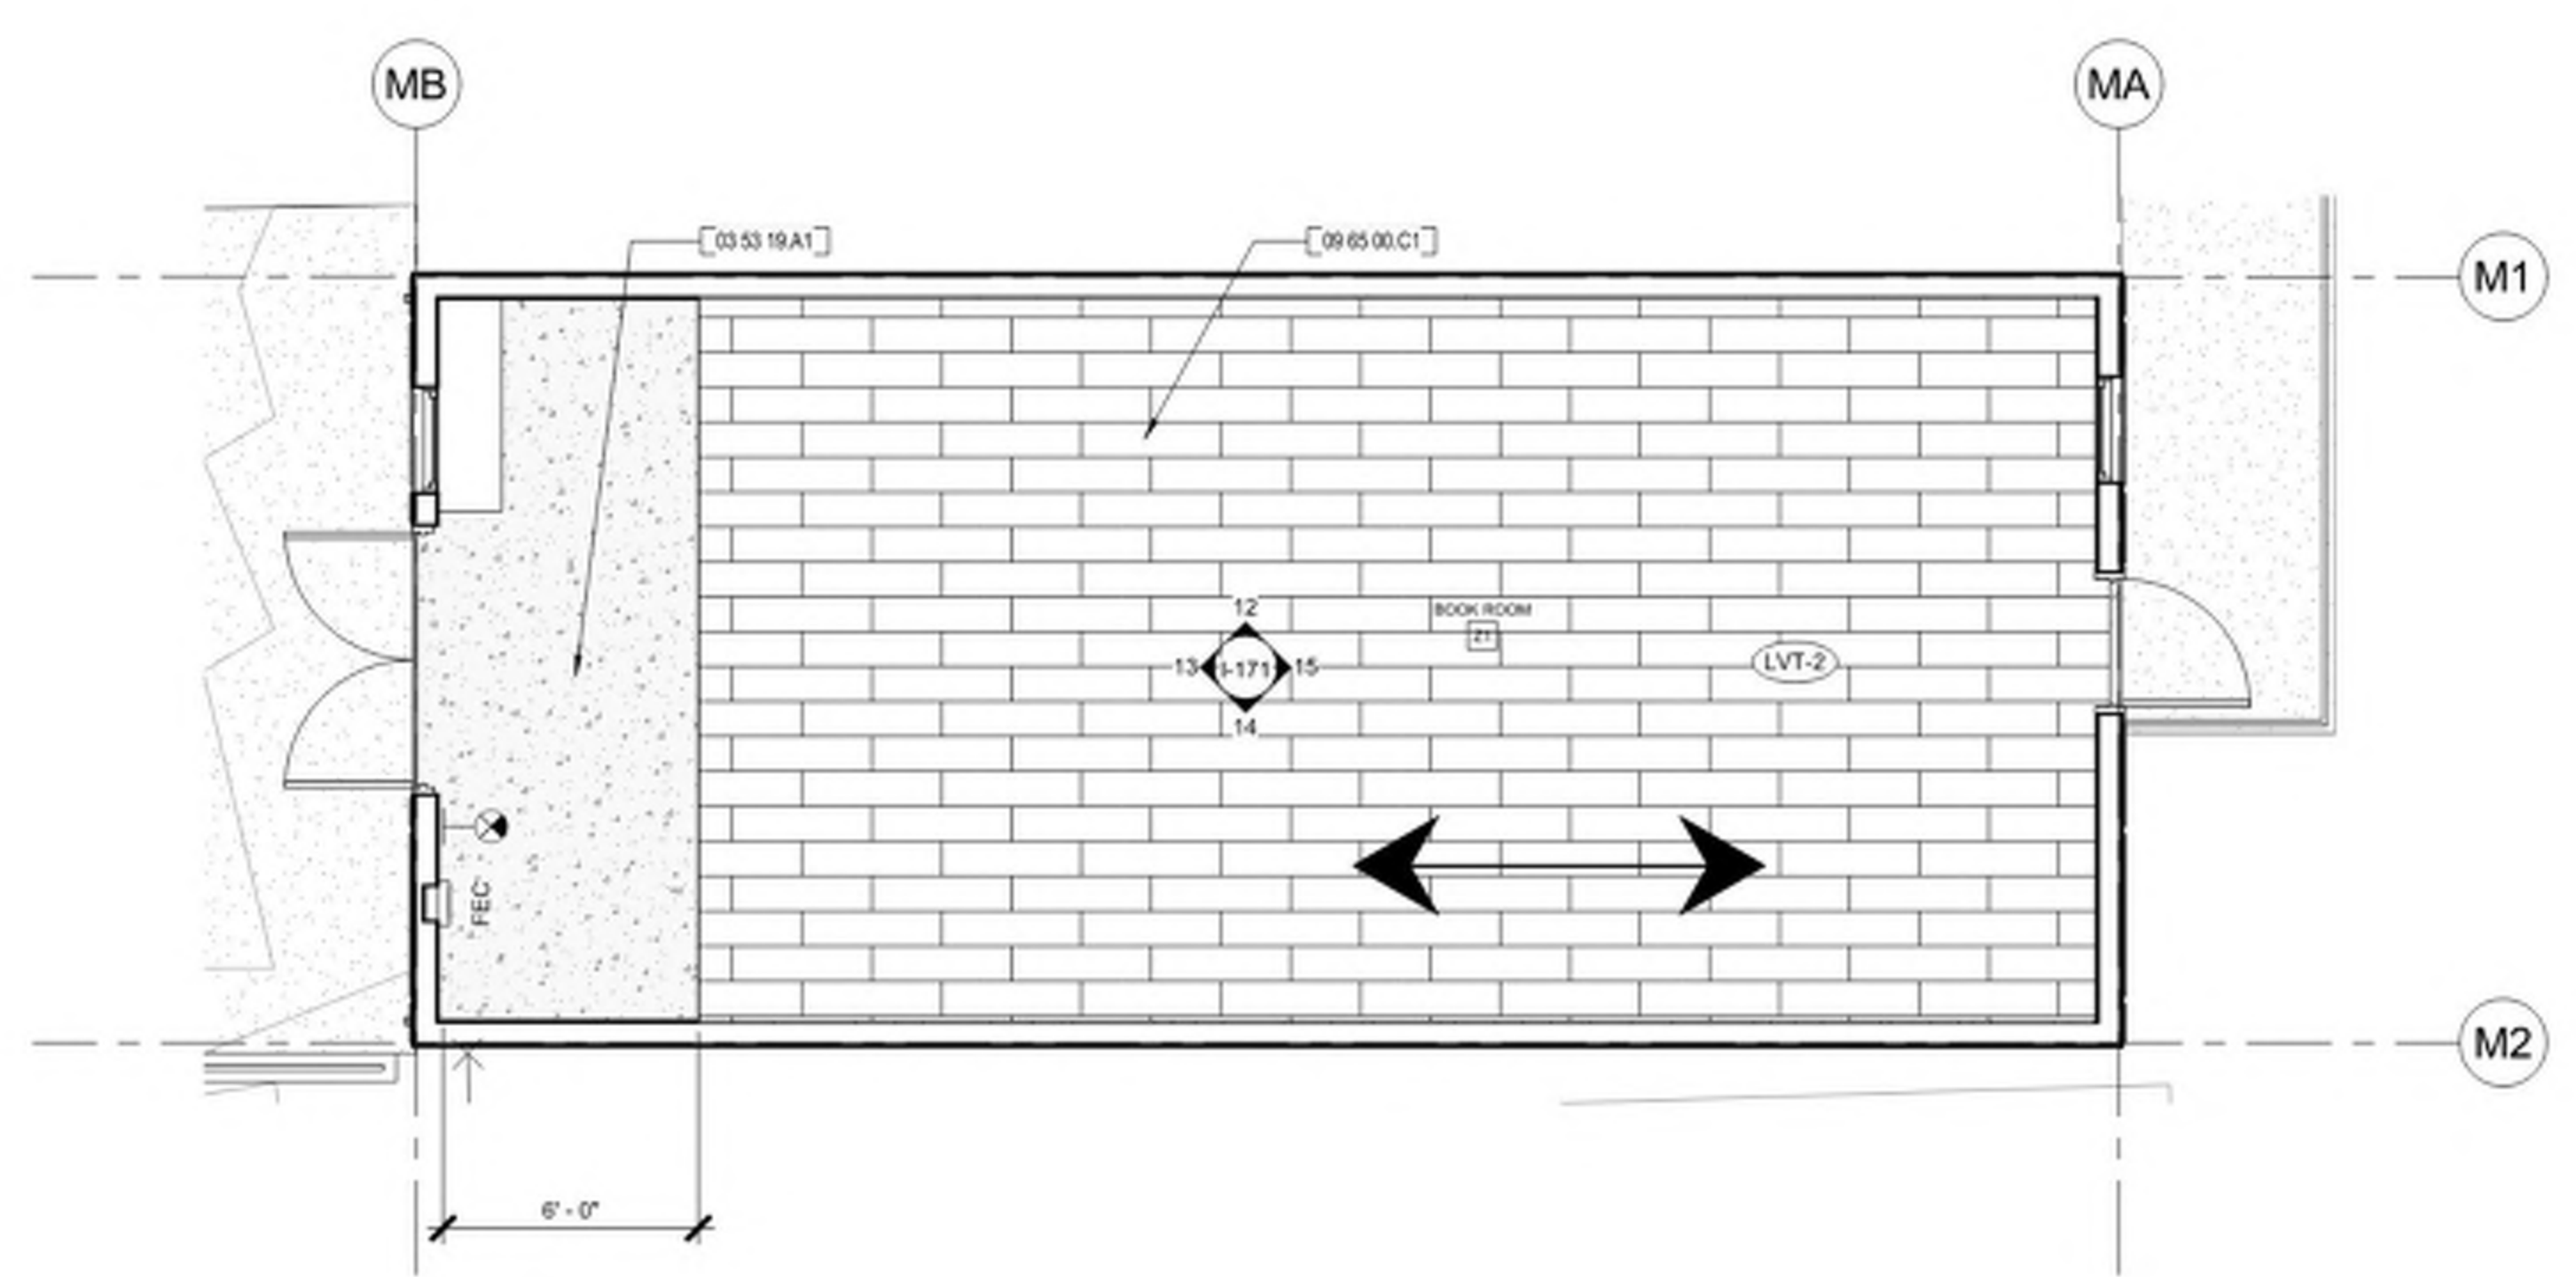 MB
MA
[03 53 19.A1]
[09 65 00.C1]
M1
12
BOOK ROOM
21
13
I-171
15
LVT-2
14
FEC
M2
6' - 0"